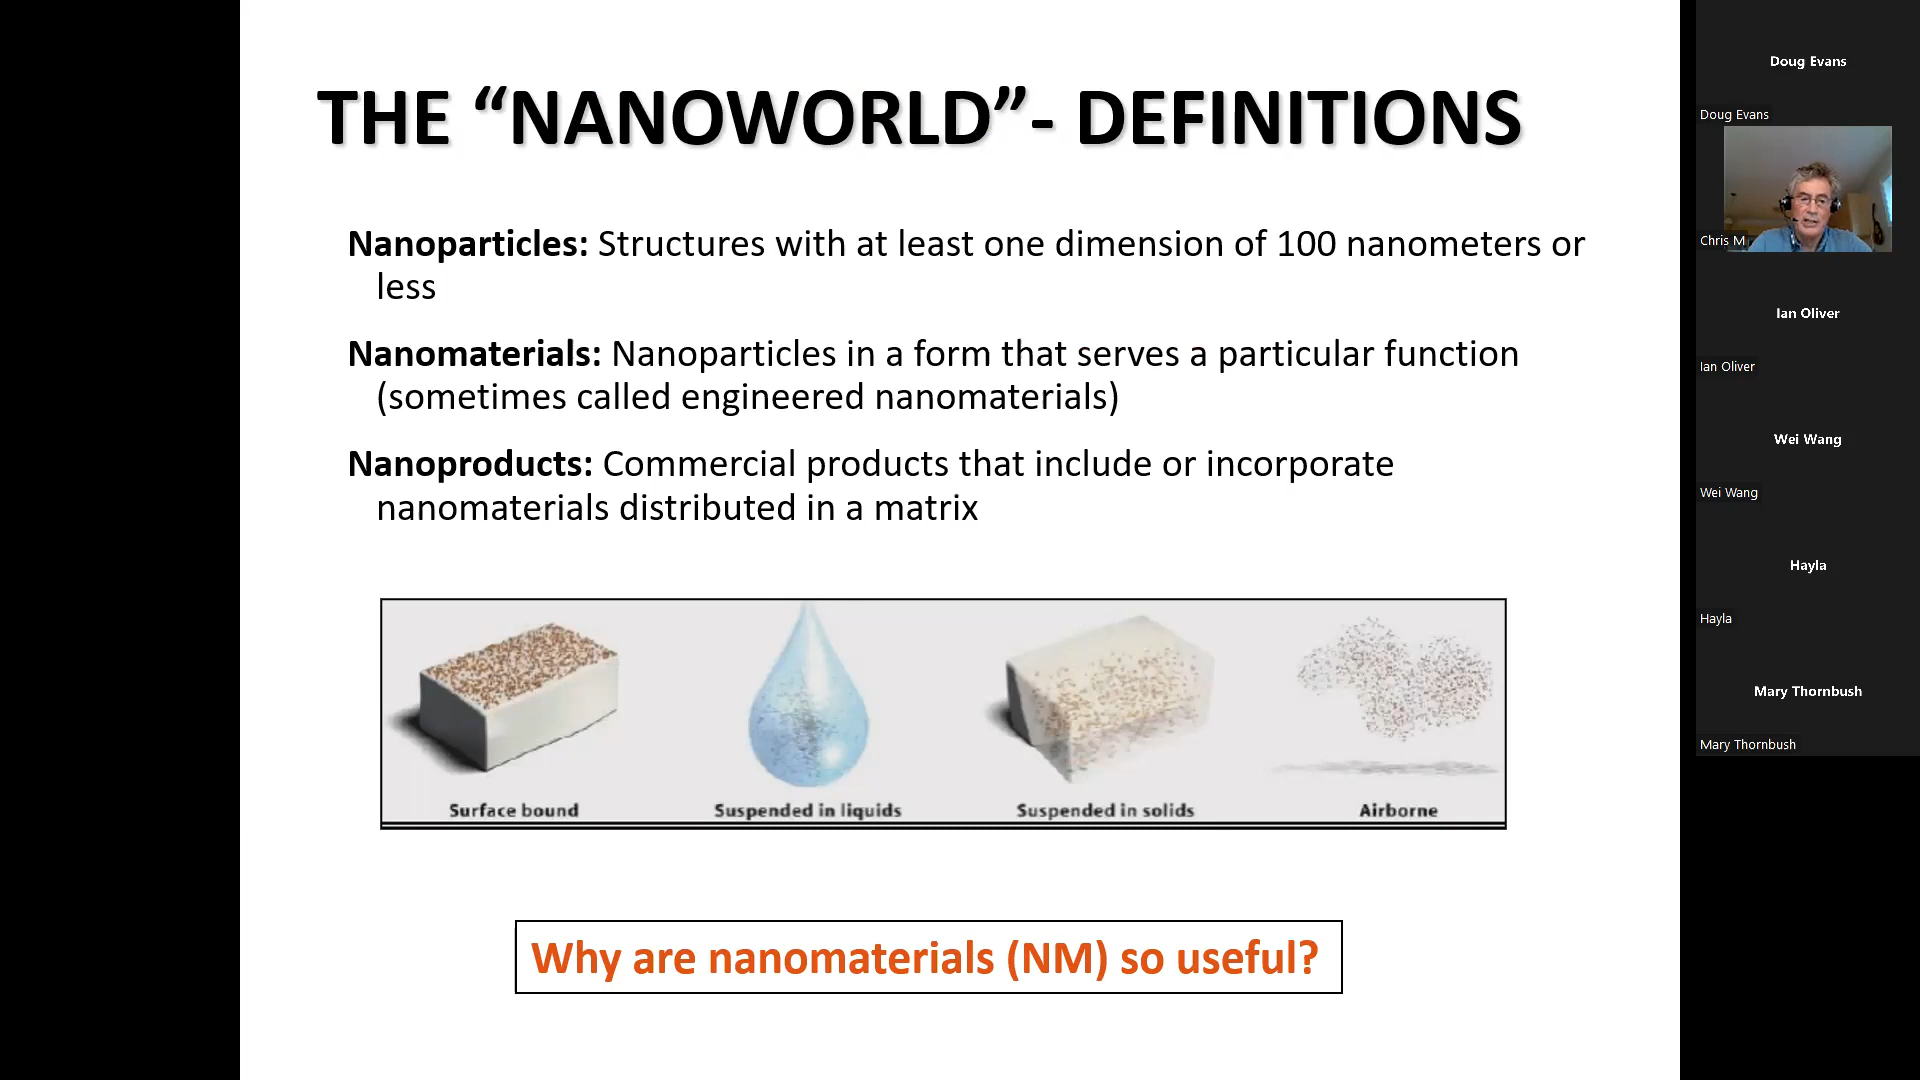 THE “NANOWORLD”- DEFINITIONS
Nanoparticles: Structures with at least one dimension of 100 nanometers or
less
Nanomaterials: Nanoparticles in a form that serves a particular function
(sometimes called engineered nanomaterials)
Nanoproducts: Commercial products that include or incorporate
nanomaterials distributed in a matrix
Surface bound
Suspended in liquids
Suspended in solids
Airborne
Why are nanomaterials (NM) so useful?
Doug Evans
Doug Evans
Chris M
Ian Oliver
Ian Oliver
Wei Wang
Wei Wang
Hayla
Hayla
Mary Thornbush
Mary Thornbush